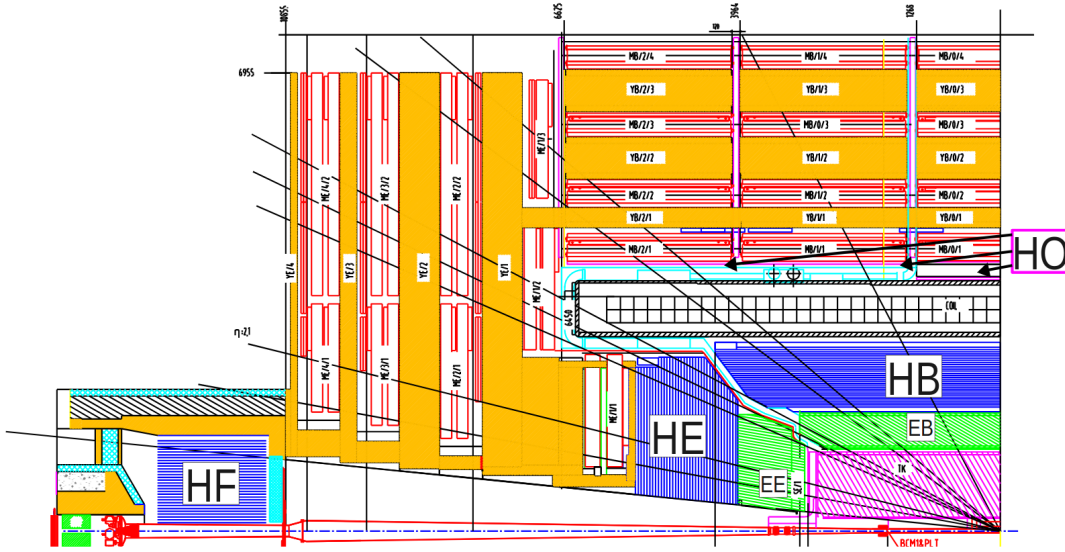 10855
6625
3964
1268
120
6955
MB/2/4
MB/1/4
MB/0/4
YB/2/3
YB/1/3
YB/0/3
MB/2/3
MB/0/3
MB/0/3
YB/2/2
YB/1/2
YB/0/2
MB/2/2
MB/1/2
MB/0/2
YB/2/1
YB/1/1
YB/0/1
MB/2/1
MB/1/1
MB/0/1
HO
ME/1/3
ME/4/2
ME/3/2
ME/2/2
YE/4
YE/3
YE/2
YE/1
ME/1/2
6450
COIL
η=2,1
ME/4/1
ME/3/1
ME/2/1
ME/1/1
HB
EB
HE
TK
HF
EE
SE/1
BCM1&PLT